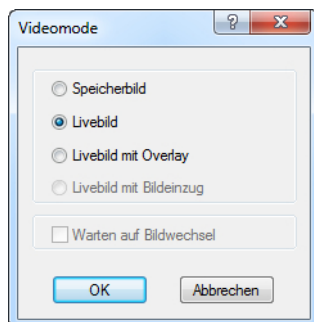 Videomode
Speicherbild
Livebild
Livebild mit Overlay
Livebild mit Bildeinzug
Warten auf Bildwechsel
OK Abbrechen